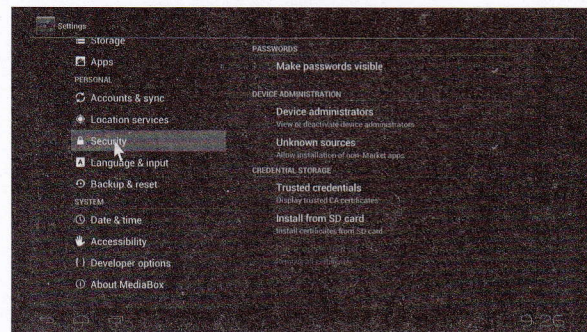 Settings
Storage
Apps
PERSONAL
Accounts & sync
Location services
Security
Language & input
Backup & reset
SYSTEM
Date & time
Accessibility
Developer options
About MediaBox
PASSWORDS
Make passwords visible
DEVICE ADMINISTRATION
Device administrators
View or deactivate device administrators
Unknown sources
Allow installation of non-Market apps
CREDENTIAL STORAGE
Trusted credentials
Display trusted CA certificates
Install from SD card
Install certificates from SD card
9:26